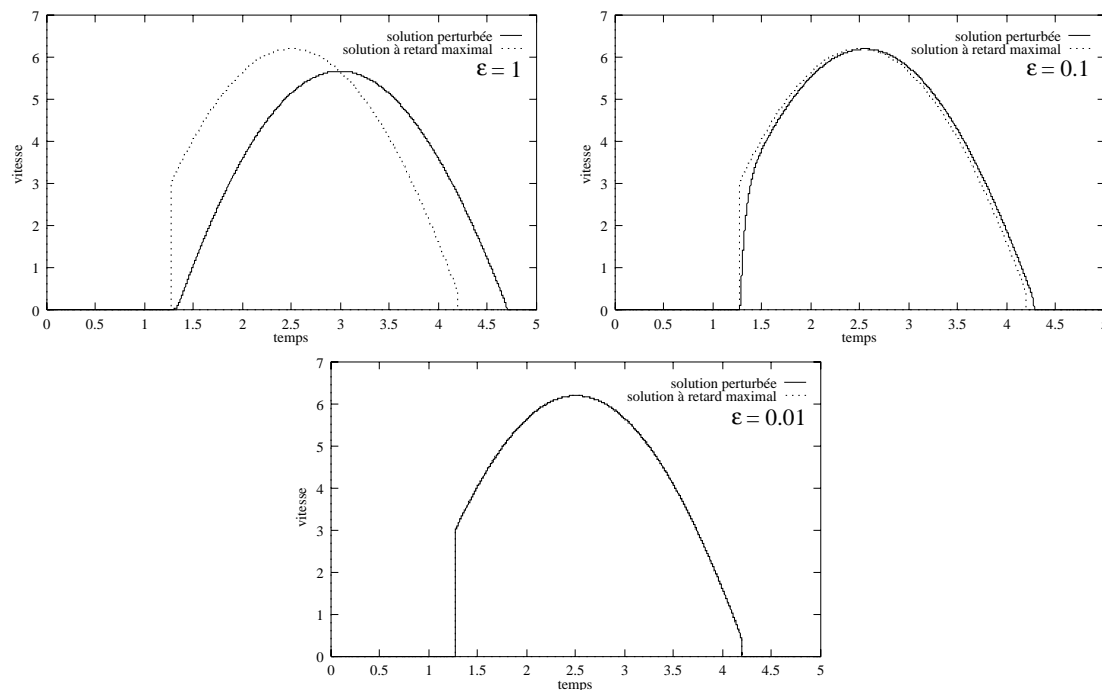 7
6
5
4
3
2
1
0
vitesse
solution perturbée
solution à retard maximal
ε = 1
0 0.5 1 1.5 2 2.5 3 3.5 4 4.5 5
temps
7
6
5
4
3
2
1
0
vitesse
solution perturbée
solution à retard maximal
ε = 0.1
0 0.5 1 1.5 2 2.5 3 3.5 4 4.5
temps
7
6
5
4
3
2
1
0
vitesse
solution perturbée
solution à retard maximal
ε = 0.01
0 0.5 1 1.5 2 2.5 3 3.5 4 4.5 5
temps